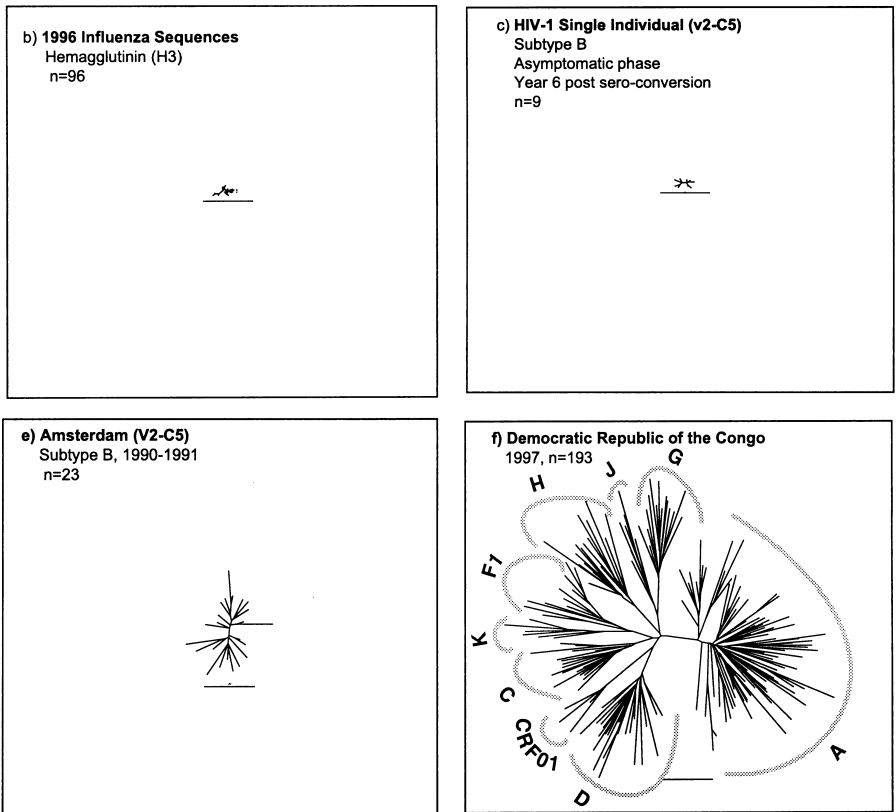 b) 1996 Influenza Sequences
Hemagglutinin (H3)
n=96
c) HIV-1 Single Individual (v2-C5)
Subtype B
Asymptomatic phase
Year 6 post sero-conversion
n=9
e) Amsterdam (V2-C5)
Subtype B, 1990-1991
n=23
f) Democratic Republic of the Congo
1997, n=193
G
J
H
F1
K
C
CRF01
D
A